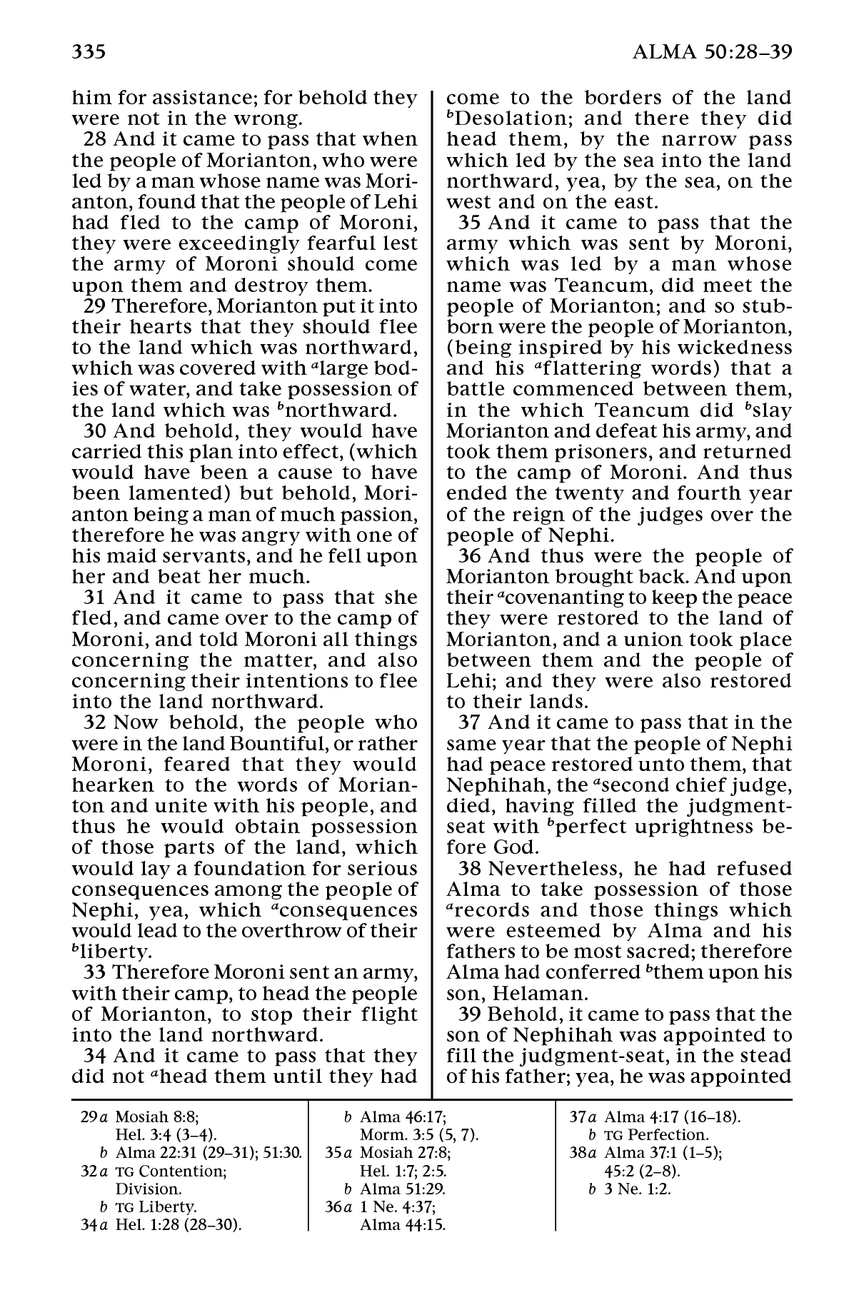 335
ALMA 50:28–39
him for assistance; for behold they
were not in the wrong.
28 And it came to pass that when
the people of Morianton, who were
led by a man whose name was Mori-
anton, found that the people of Lehi
had fled to the camp of Moroni,
they were exceedingly fearful lest
the army of Moroni should come
upon them and destroy them.
29 Therefore, Morianton put it into
their hearts that they should flee
to the land which was northward,
which was covered with alarge bod-
ies of water, and take possession of
the land which was bnorthward.
30 And behold, they would have
carried this plan into effect, (which
would have been a cause to have
been lamented) but behold, Mori-
anton being a man of much passion,
therefore he was angry with one of
his maid servants, and he fell upon
her and beat her much.
31 And it came to pass that she
fled, and came over to the camp of
Moroni, and told Moroni all things
concerning the matter, and also
concerning their intentions to flee
into the land northward.
32 Now behold, the people who
were in the land Bountiful, or rather
Moroni, feared that they would
hearken to the words of Morian-
ton and unite with his people, and
thus he would obtain possession
of those parts of the land, which
would lay a foundation for serious
consequences among the people of
Nephi, yea, which aconsequences
would lead to the overthrow of their
bliberty.
33 Therefore Moroni sent an army,
with their camp, to head the people
of Morianton, to stop their flight
into the land northward.
34 And it came to pass that they
did not ahead them until they had
come to the borders of the land
bDesolation; and there they did
head them, by the narrow pass
which led by the sea into the land
northward, yea, by the sea, on the
west and on the east.
35 And it came to pass that the
army which was sent by Moroni,
which was led by a man whose
name was Teancum, did meet the
people of Morianton; and so stub-
born were the people of Morianton,
(being inspired by his wickedness
and his aflattering words) that a
battle commenced between them,
in the which Teancum did bslay
Morianton and defeat his army, and
took them prisoners, and returned
to the camp of Moroni. And thus
ended the twenty and fourth year
of the reign of the judges over the
people of Nephi.
36 And thus were the people of
Morianton brought back. And upon
their acovenanting to keep the peace
they were restored to the land of
Morianton, and a union took place
between them and the people of
Lehi; and they were also restored
to their lands.
37 And it came to pass that in the
same year that the people of Nephi
had peace restored unto them, that
Nephihah, the asecond chief judge,
died, having filled the judgment-
seat with bperfect uprightness be-
fore God.
38 Nevertheless, he had refused
Alma to take possession of those
arecords and those things which
were esteemed by Alma and his
fathers to be most sacred; therefore
Alma had conferred bthem upon his
son, Helaman.
39 Behold, it came to pass that the
son of Nephihah was appointed to
fill the judgment-seat, in the stead
of his father; yea, he was appointed
29a Mosiah 8:8;
Hel. 3:4 (3–4).
b Alma 22:31 (29–31); 51:30.
32a TG Contention;
Division.
b TG Liberty.
34a Hel. 1:28 (28–30).
b Alma 46:17;
Morm. 3:5 (5, 7).
35a Mosiah 27:8;
Hel. 1:7; 2:5.
b Alma 51:29.
36a 1 Ne. 4:37;
Alma 44:15.
37a Alma 4:17 (16–18).
b TG Perfection.
38a Alma 37:1 (1–5);
45:2 (2–8).
b 3 Ne. 1:2.